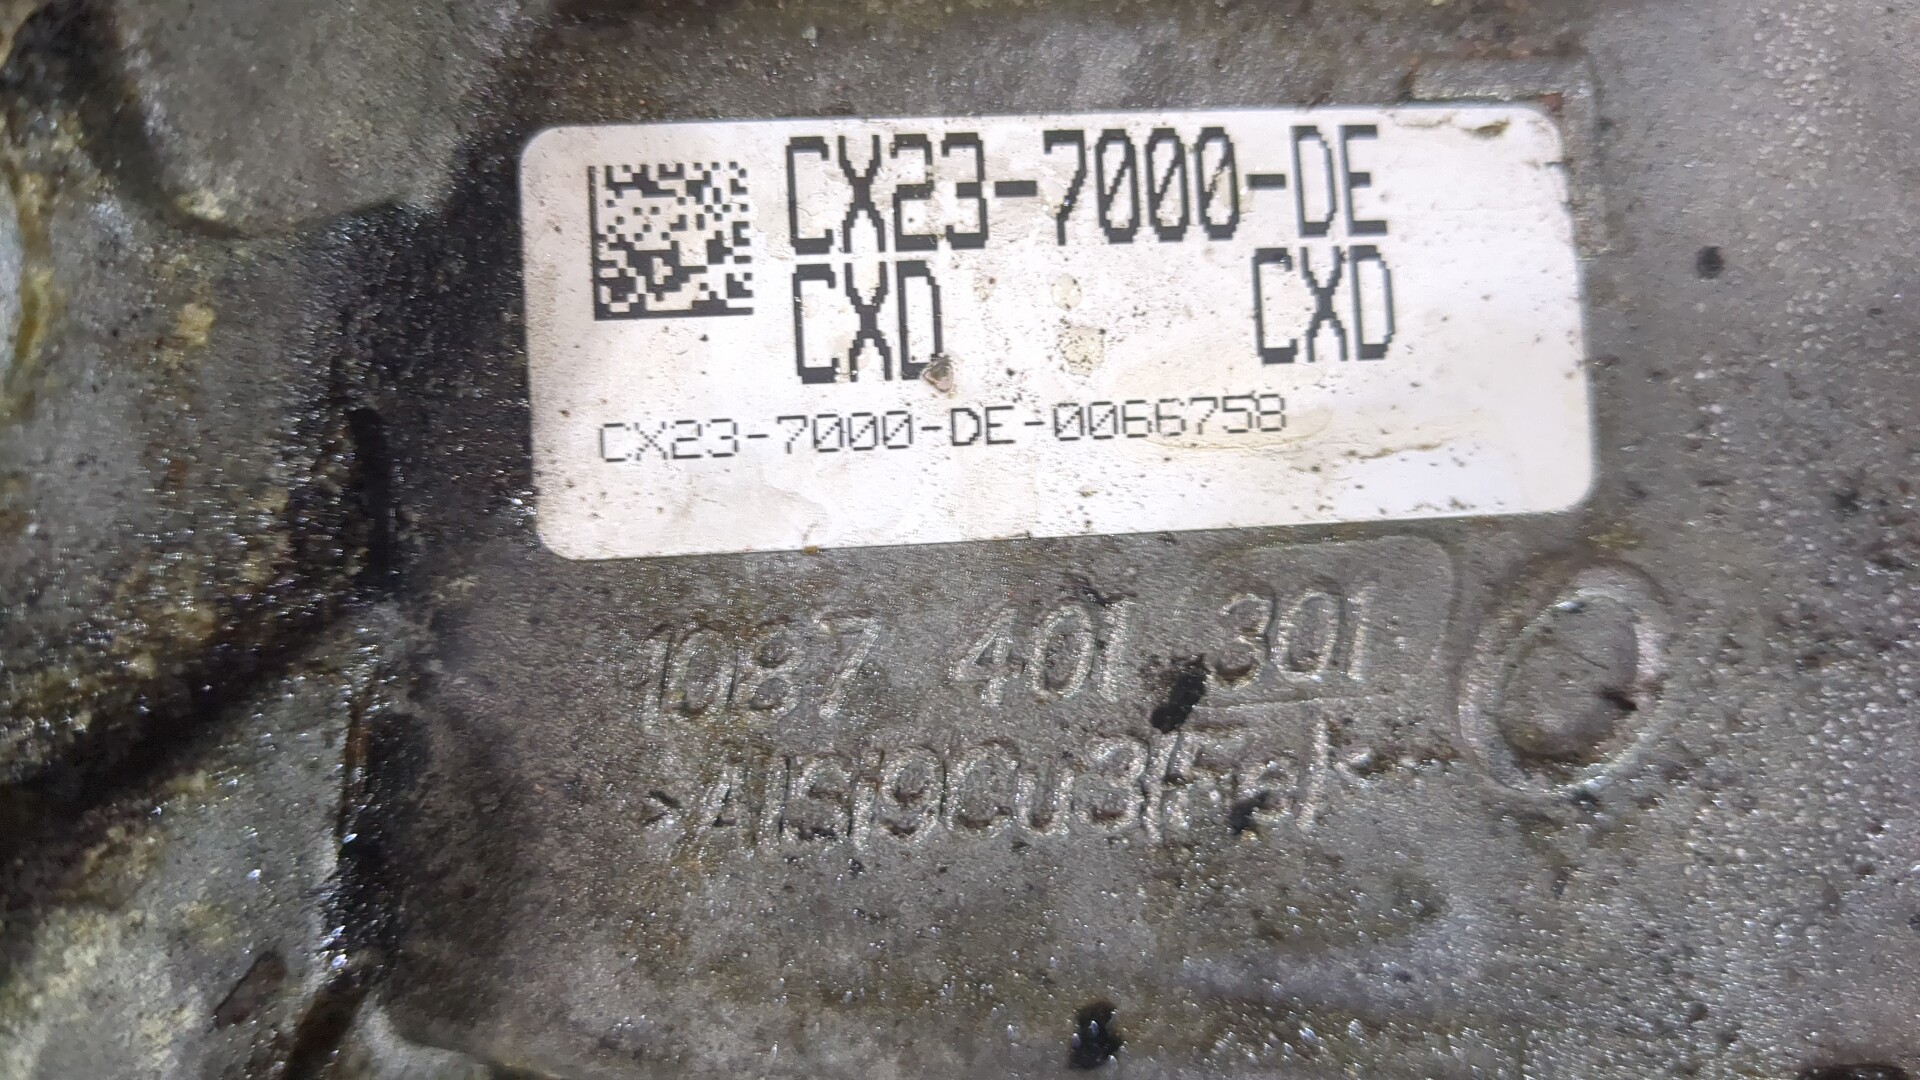 CX23-7000-DE
CXD CXD
CX23-7000-DE-0066758
1087 401 301